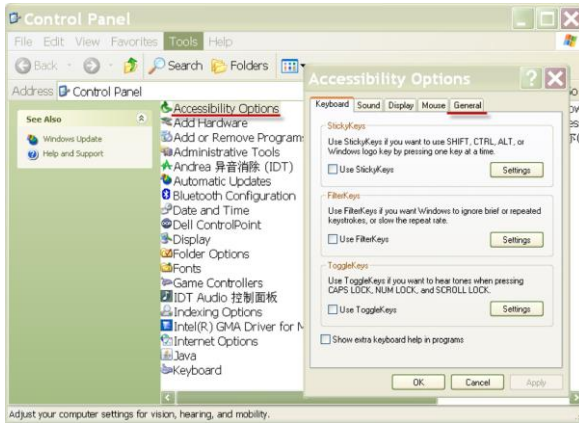 Control Panel
File Edit View Favorites Tools Help
Back Search Folders
Address Control Panel
See Also
Windows Update
Help and Support
Accessibility Options
Add Hardware
Add or Remove Program
Administrative Tools
Andrea 异音消除 (IDT)
Automatic Updates
Bluetooth Configuration
Date and Time
Dell ControlPoint
Display
Folder Options
Fonts
Game Controllers
IDT Audio 控制面板
Indexing Options
Intel(R) GMA Driver for M
Internet Options
Java
Keyboard
Accessibility Options
Keyboard Sound Display Mouse General
StickyKeys
Use StickyKeys if you want to use SHIFT, CTRL, ALT, or
Windows logo key by pressing one key at a time.
Use StickyKeys Settings
FilterKeys
Use FilterKeys if you want Windows to ignore brief or repeated
keystrokes, or slow the repeat rate.
Use FilterKeys Settings
ToggleKeys
Use ToggleKeys if you want to hear tones when pressing
CAPS LOCK, NUM LOCK, and SCROLL LOCK.
Use ToggleKeys Settings
Show extra keyboard help in programs
OK Cancel Apply
Adjust your computer settings for vision, hearing, and mobility.